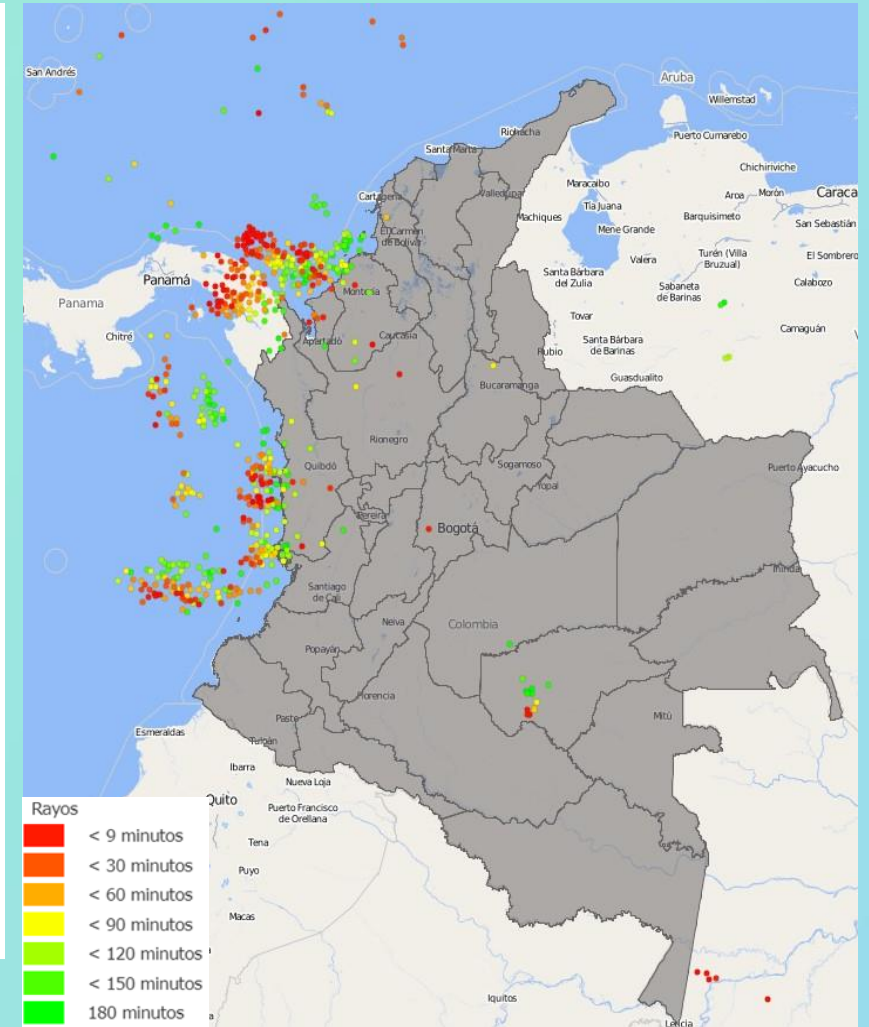 San Andrés
Aruba
Willemstad
Riohacha
Puerto Cumarebo
Santa Marta
Chichiriviche
Cartagena
Valledupar
Maracaibo
Aroa
Morón
Caraca
Tía Juana
Machiques
Barquisimeto
San Sebastián
El Carmen
de Bolívar
Mene Grande
Valera
Turén (Villa
Bruzual)
El Sombrero
Panamá
Santa Bárbara
del Zulia
Sabaneta
de Barinas
Calabozo
Montería
Panama
Tovar
Camaguán
Chitré
Caucasia
Apartadó
Santa Bárbara
de Barinas
Rubio
Guasdualito
Bucaramanga
Rionegro
Quibdó
Sogamoso
Puerto Ayacucho
Yopal
Pereira
Bogotá
Inírida
Santiago
de Cali
Neiva
Colombia
Popayán
Florencia
Mitú
Pasto
Esmeraldas
Tulcán
Ibarra
Nueva Loja
Quito
Puerto Francisco
de Orellana
Tena
Puyo
Macas
Iquitos
Leticia
Rayos
< 9 minutos
< 30 minutos
< 60 minutos
< 90 minutos
< 120 minutos
< 150 minutos
180 minutos